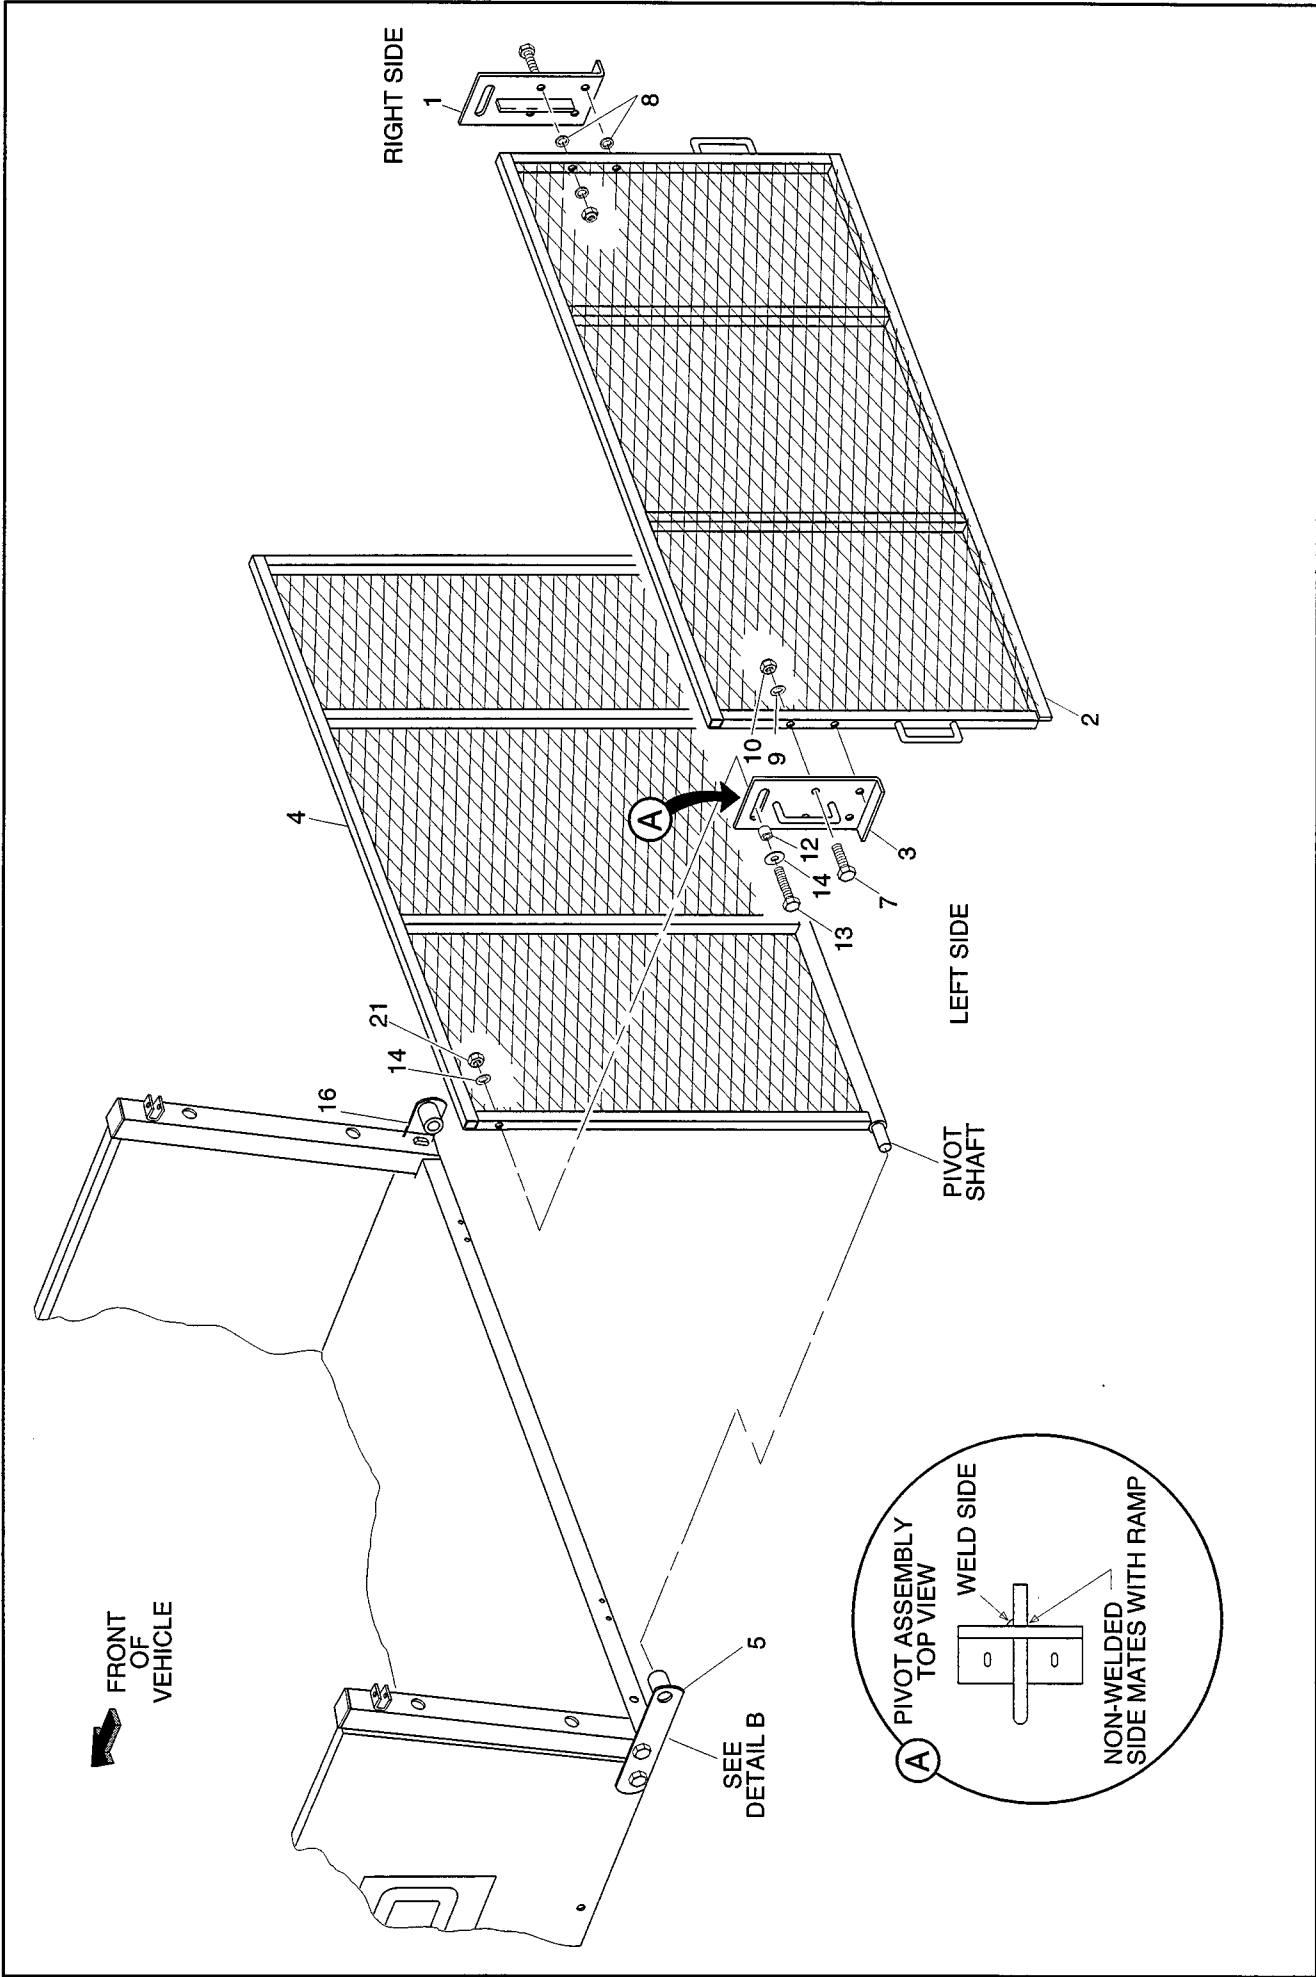 FRONT
OF
VEHICLE
RIGHT SIDE
1
8
4
16
14
21
A
10
9
2
12
14
13
3
7
LEFT SIDE
PIVOT
SHAFT
5
SEE
DETAIL B
A
PIVOT ASSEMBLY
TOP VIEW
WELD SIDE
NON-WELDED
SIDE MATES WITH RAMP